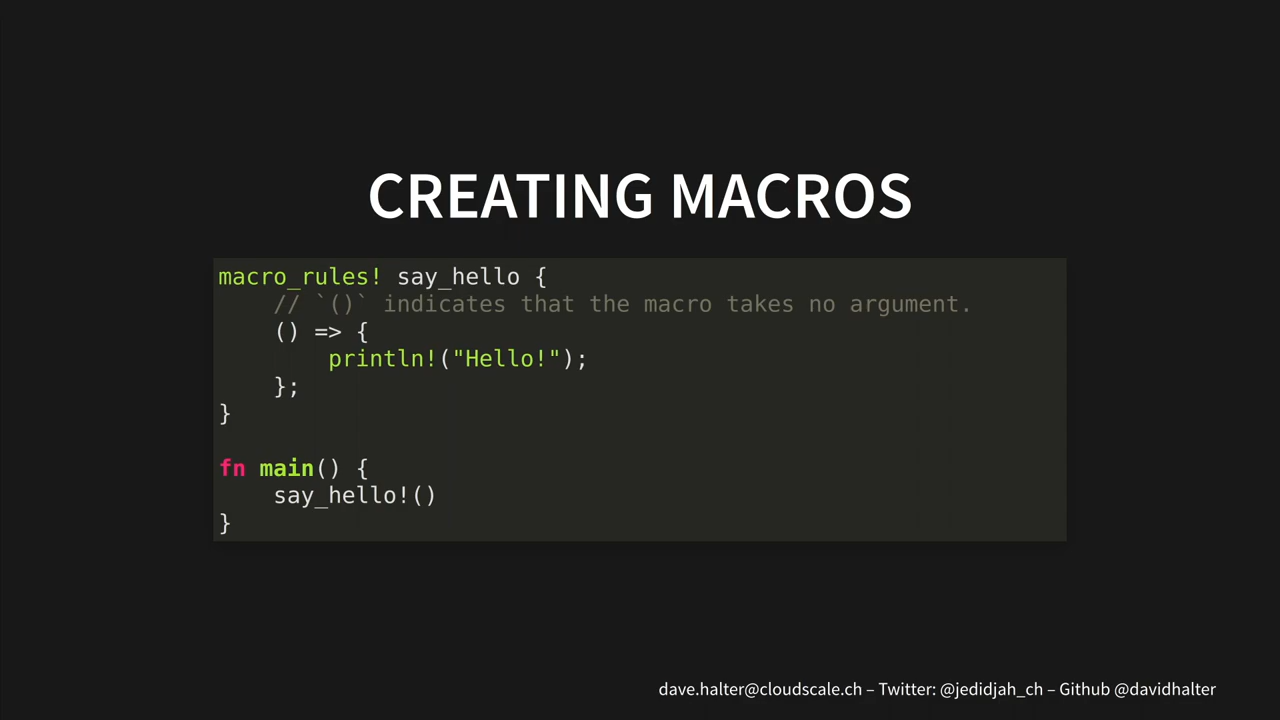 CREATING MACROS
macro_rules! say_hello {
    // `()` indicates that the macro takes no argument.
    () => {
        println!("Hello!");
    };
}

fn main() {
    say_hello!()
}
dave.halter@cloudscale.ch – Twitter: @jedidjah_ch – Github @davidhalter